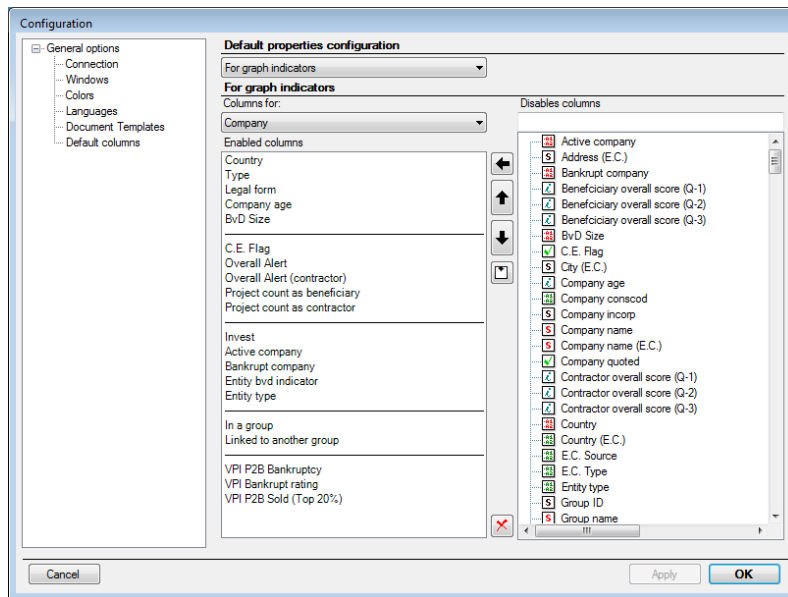 Configuration
General options
Connection
Windows
Colors
Languages
Document Templates
Default columns
Default properties configuration
For graph indicators
For graph indicators
Columns for:
Company
Enabled columns
Country
Type
Legal form
Company age
BvD Size
C.E. Flag
Overall Alert
Overall Alert (contractor)
Project count as beneficiary
Project count as contractor
Invest
Active company
Bankrupt company
Entity bvd indicator
Entity type
In a group
Linked to another group
VPI P2B Bankruptcy
VPI Bankrupt rating
VPI P2B Sold (Top 20%)
Disables columns
Active company
S Address (E.C.)
Bankrupt company
i Benefciciary overall score (Q-1)
i Benefciciary overall score (Q-2)
i Benefciciary overall score (Q-3)
BvD Size
C.E. Flag
S City (E.C.)
i Company age
Company conscod
S Company incorp
S Company name
S Company name (E.C.)
Company quoted
i Contractor overall score (Q-1)
i Contractor overall score (Q-2)
i Contractor overall score (Q-3)
Country
Country (E.C.)
E.C. Source
E.C. Type
Entity type
S Group ID
S Group name
Cancel
Apply
OK